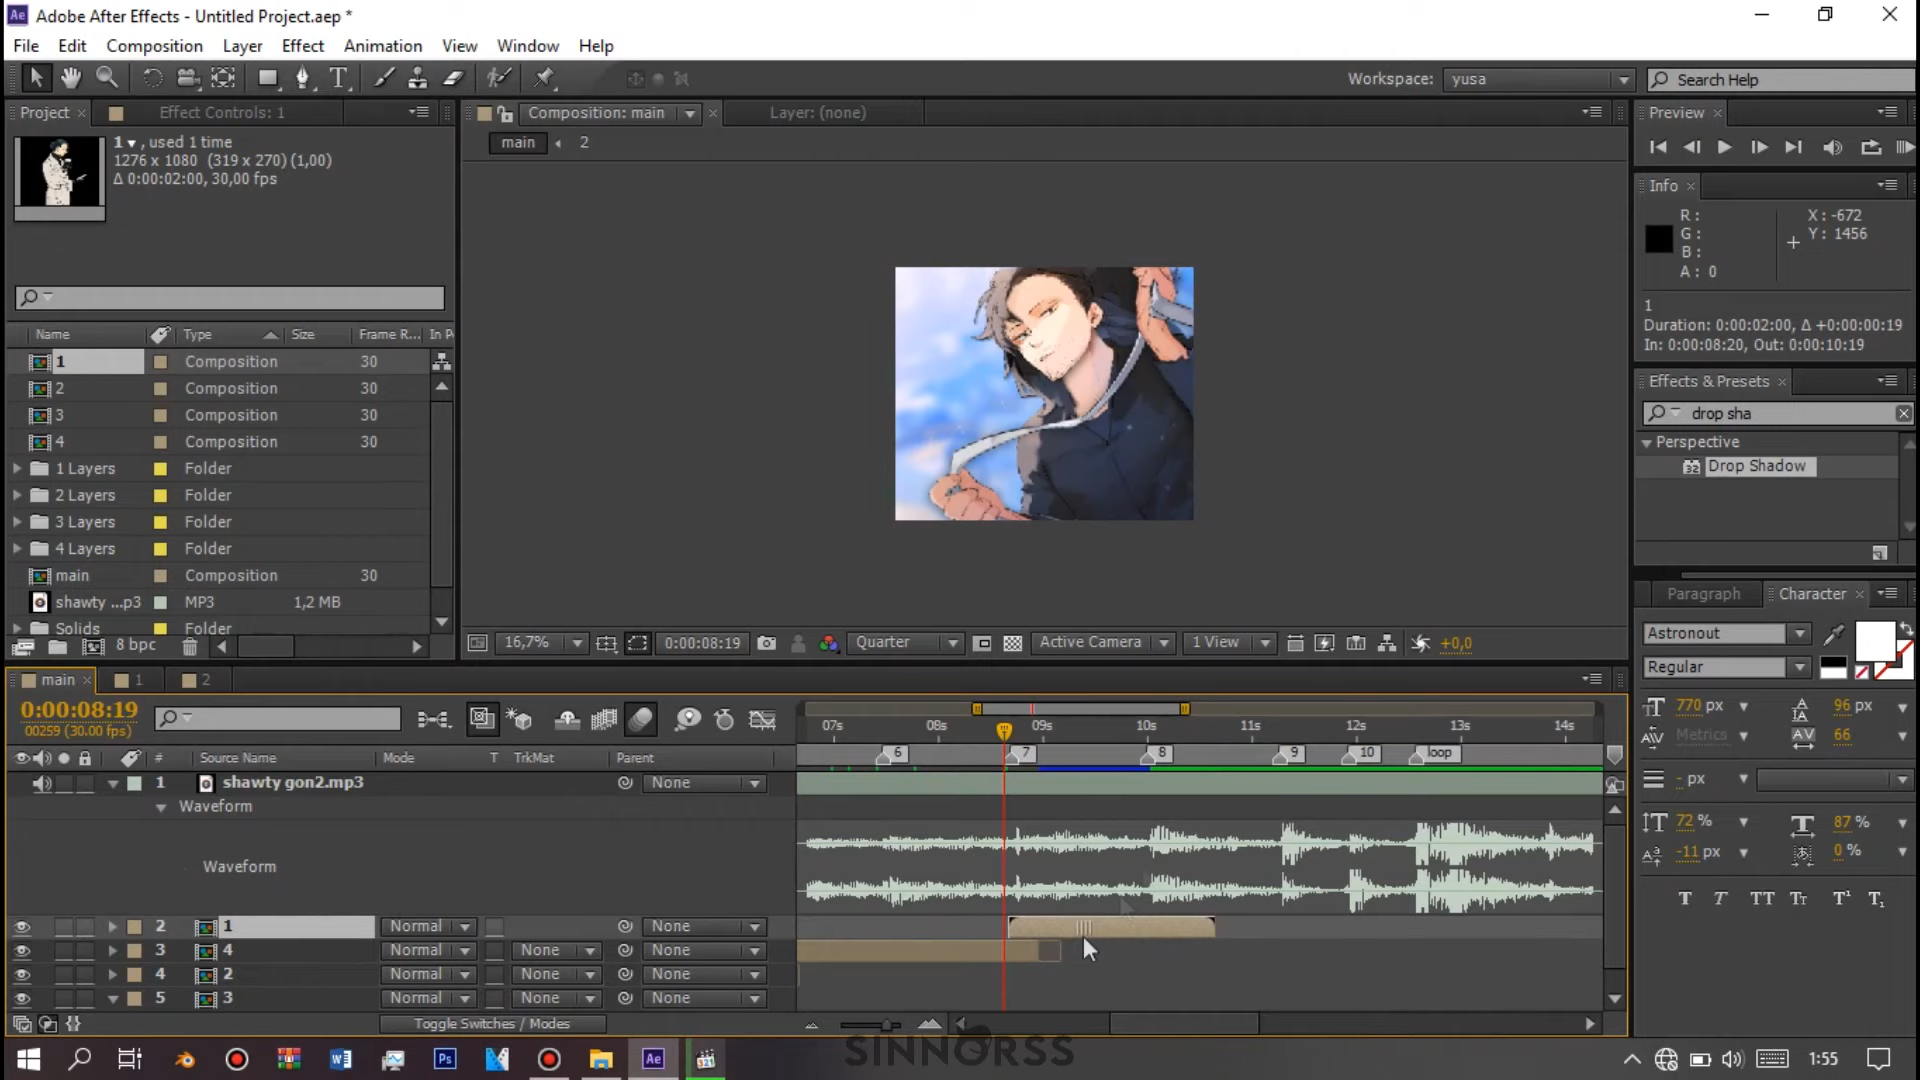 Ae Adobe After Effects - Untitled Project.aep *
File Edit Composition Layer Effect Animation View Window Help
Workspace: yusa Search Help
Project × Effect Controls: 1 Composition: main × Layer: (none) Preview ×
1 , used 1 time
1276 x 1080 (319 x 270) (1,00)
Δ 0:00:02:00, 30,00 fps
main 2
Info ×
R :
G :
B :
A : 0
X : -672
Y : 1456
1
Duration: 0:00:02:00, Δ +0:00:00:19
In: 0:00:08:20, Out: 0:00:10:19
Effects & Presets ×
drop sha
Perspective
32 Drop Shadow
Name Type Size Frame R... In P
1 Composition 30
2 Composition 30
3 Composition 30
4 Composition 30
1 Layers Folder
2 Layers Folder
3 Layers Folder
4 Layers Folder
main Composition 30
shawty ...p3 MP3 1,2 MB
Solids Folder
8 bpc
16,7% 0:00:08:19 Quarter Active Camera 1 View +0,0
Paragraph Character ×
Astronout
Regular
770 px 96 px
Metrics 66
- px
72 % 87 %
-11 px 0 %
T T TT Tt T¹ T₁
main × 1 2
0:00:08:19
00259 (30.00 fps)
07s 08s 09s 10s 11s 12s 13s 14s
6 7 8 9 10 loop
# Source Name Mode T TrkMat Parent
1 shawty gon2.mp3 None
Waveform
Waveform
2 1 Normal None
3 4 Normal None None
4 2 Normal None None
5 3 Normal None None
Toggle Switches / Modes
SINNORSS
Ps Ae 321
1:55